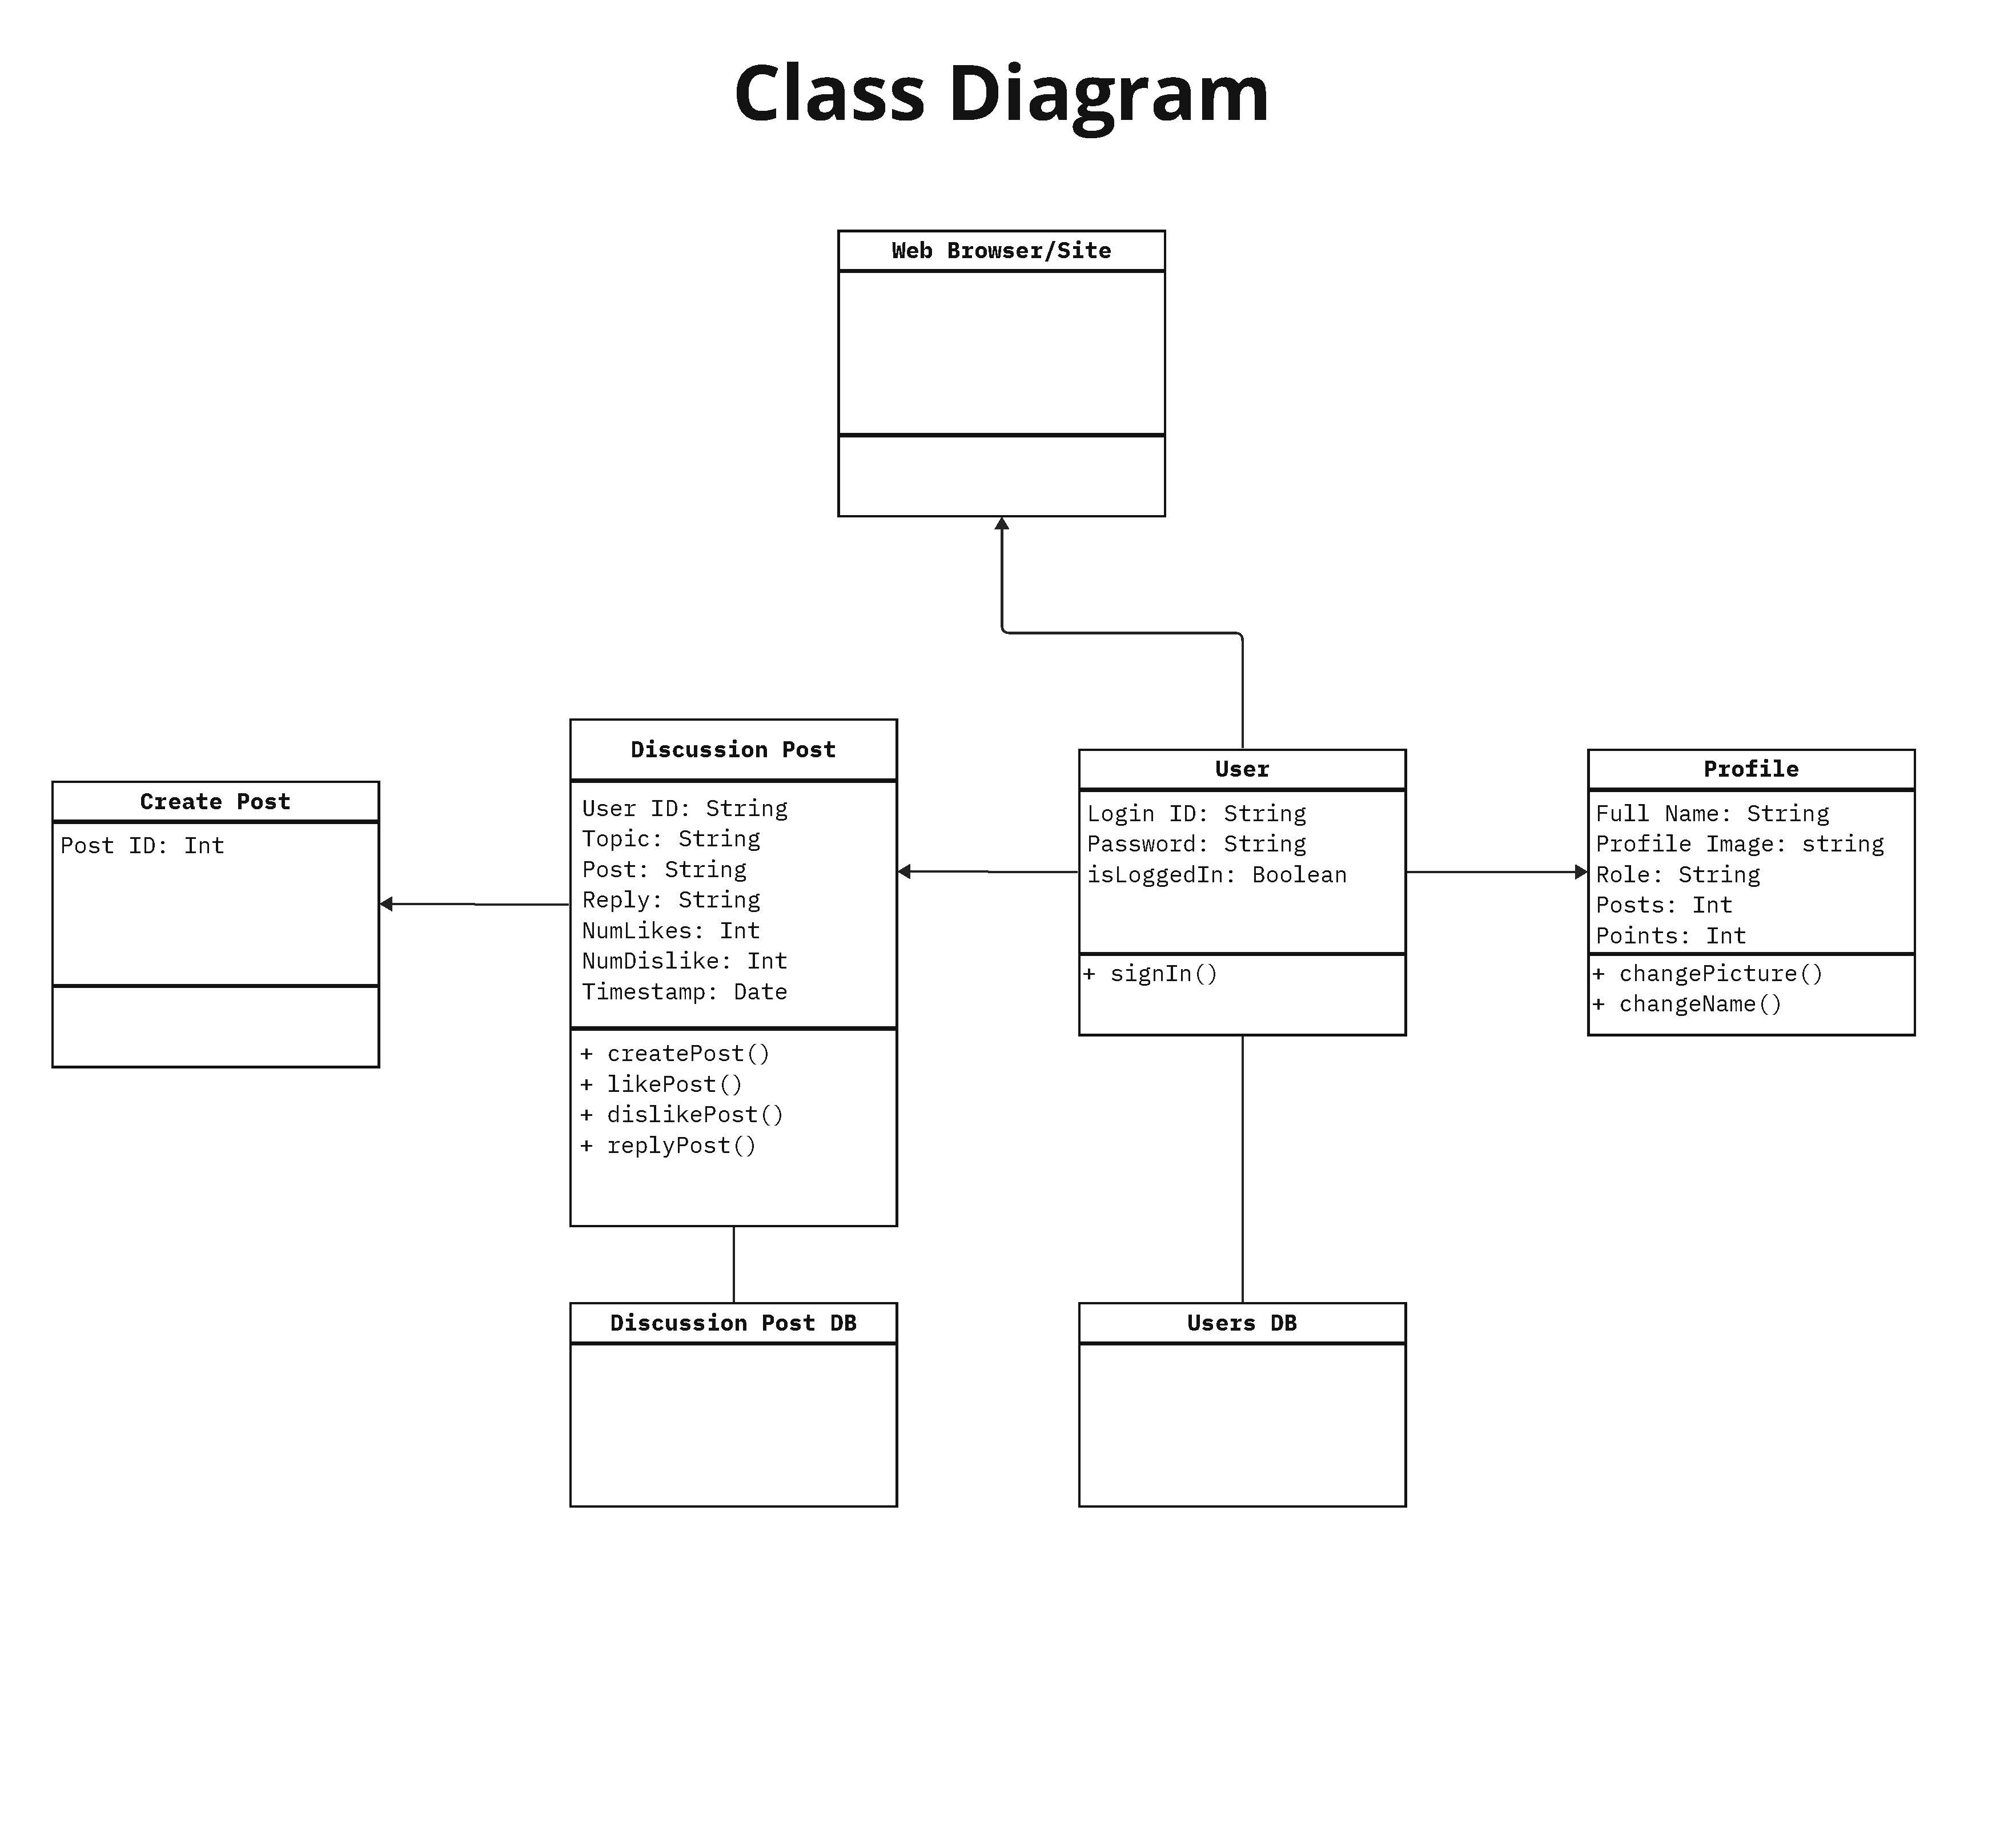 Class Diagram
Web Browser/Site
Create Post
Post ID: Int
Discussion Post
User ID: String
Topic: String
Post: String
Reply: String
NumLikes: Int
NumDislike: Int
Timestamp: Date
+ createPost()
+ likePost()
+ dislikePost()
+ replyPost()
User
Login ID: String
Password: String
isLoggedIn: Boolean
+ signIn()
Profile
Full Name: String
Profile Image: string
Role: String
Posts: Int
Points: Int
+ changePicture()
+ changeName()
Discussion Post DB
Users DB